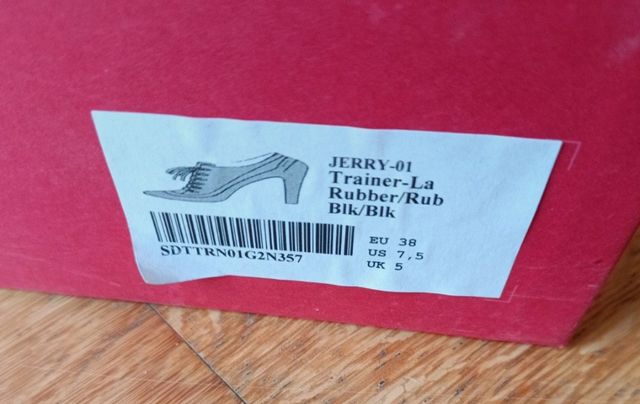 JERRY-01
Trainer-La
Rubber/Rub
Blk/Blk
SDTTRN01G2N357
EU 38
US 7,5
UK 5